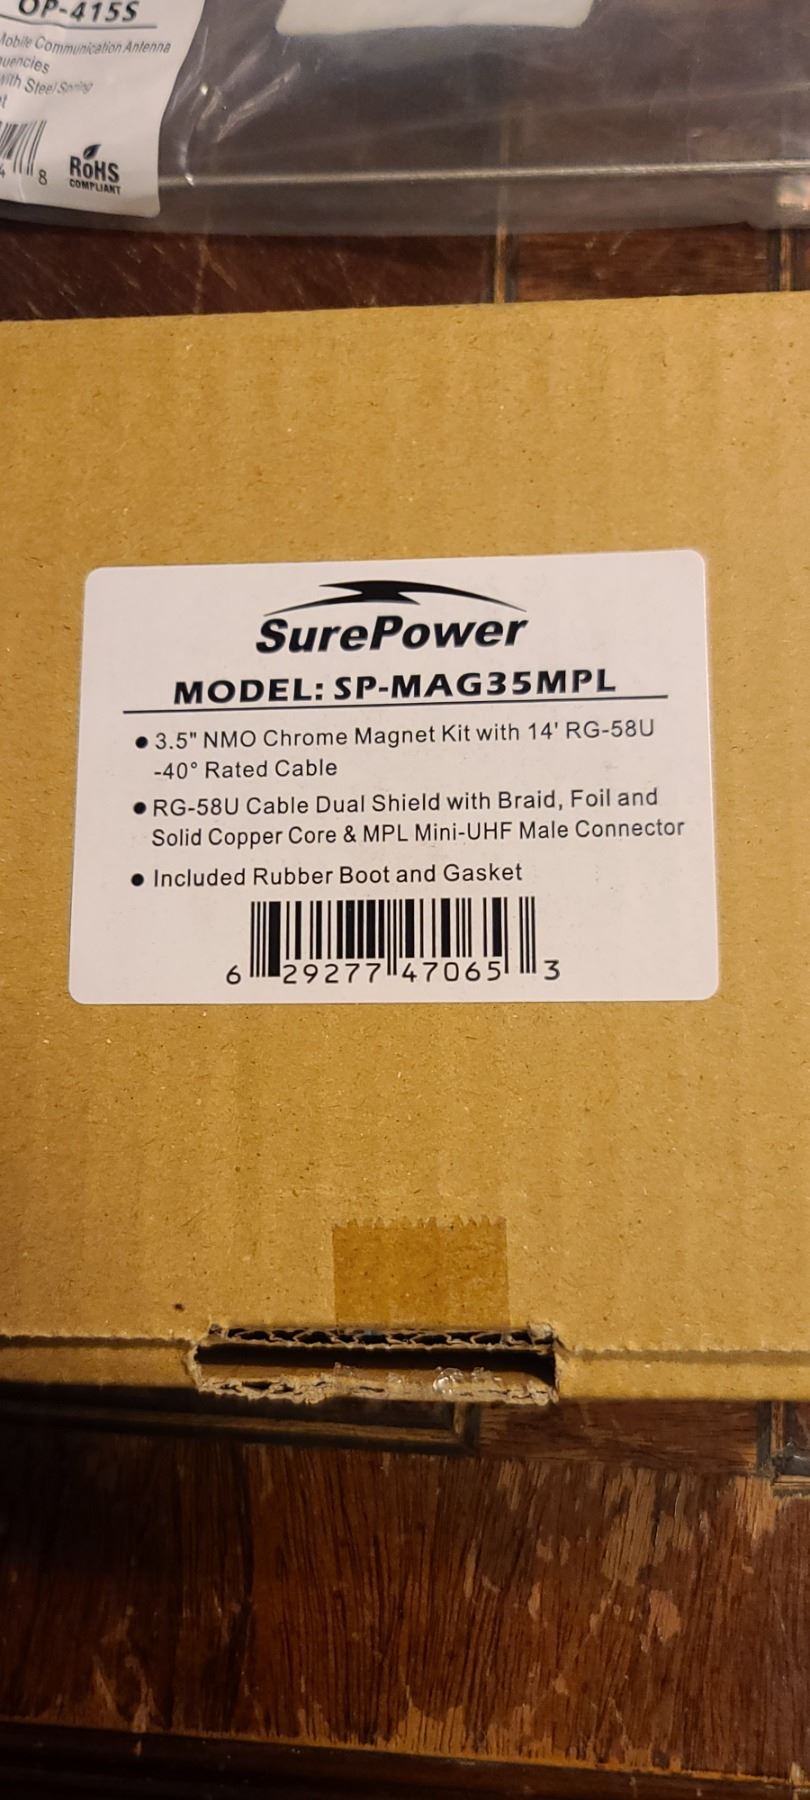 OP-415S
Mobile Communication Antenna
with Steel Spring
8
RoHS
COMPLIANT
SurePower
MODEL: SP-MAG35MPL
● 3.5" NMO Chrome Magnet Kit with 14' RG-58U
-40° Rated Cable
● RG-58U Cable Dual Shield with Braid, Foil and
Solid Copper Core & MPL Mini-UHF Male Connector
● Included Rubber Boot and Gasket
6 29277 47065 3